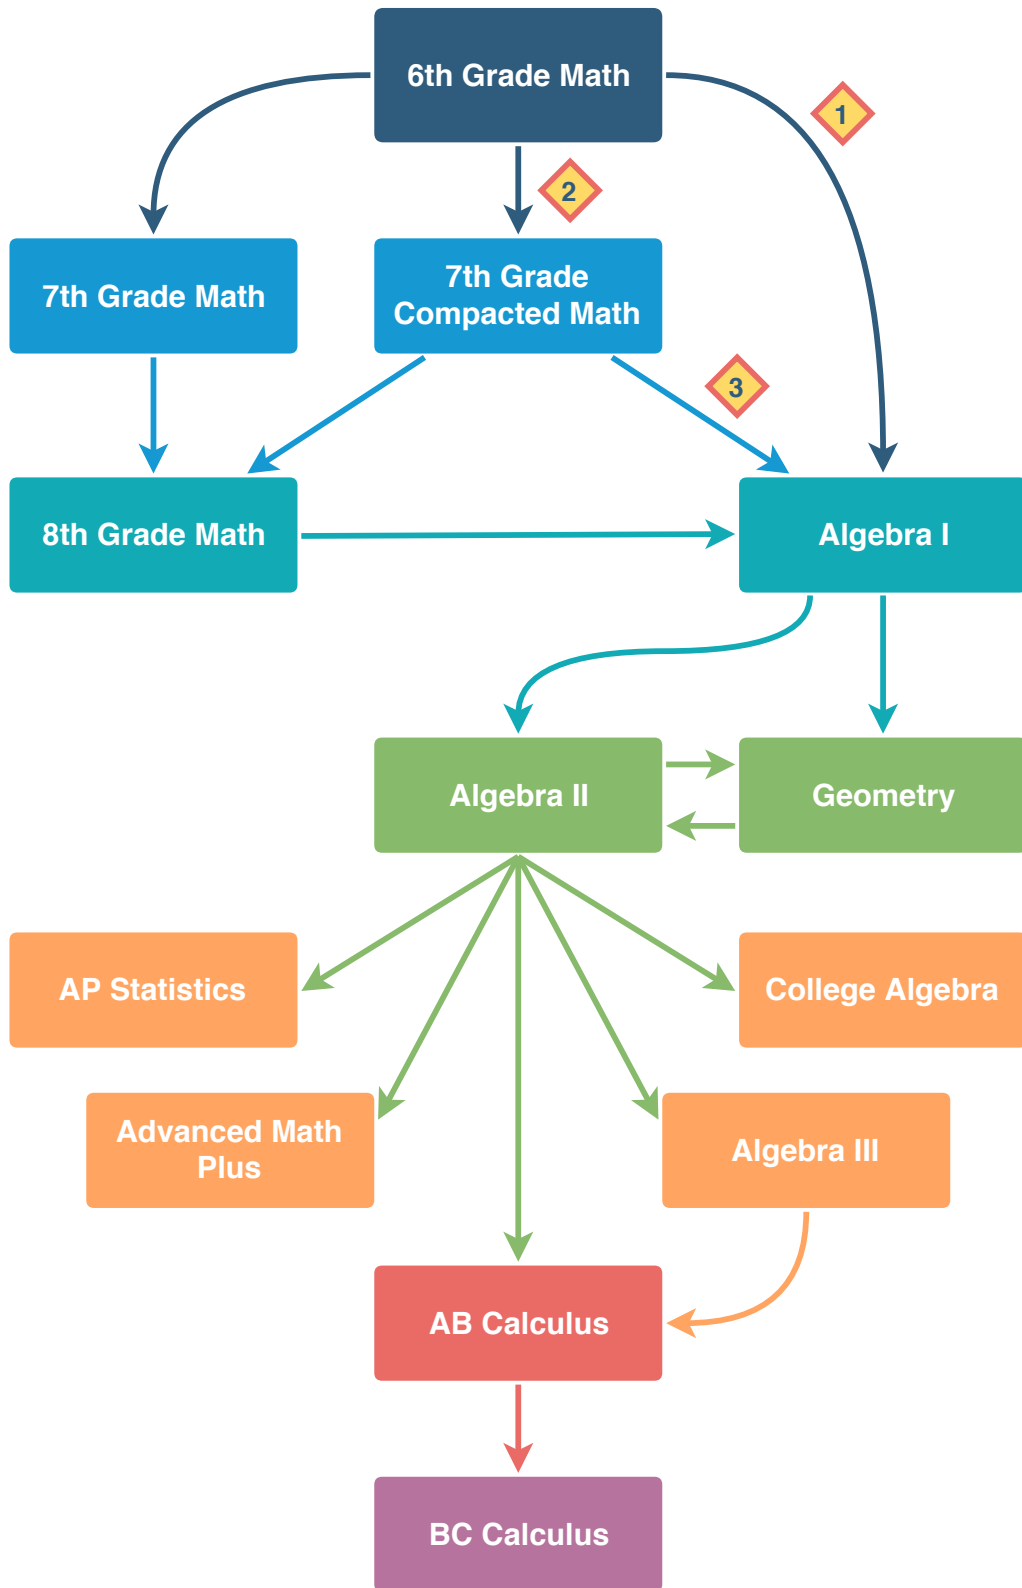 6th Grade Math
1
2
7th Grade Math
7th Grade
Compacted Math
3
8th Grade Math
Algebra I
Algebra II
Geometry
AP Statistics
College Algebra
Advanced Math
Plus
Algebra III
AB Calculus
BC Calculus